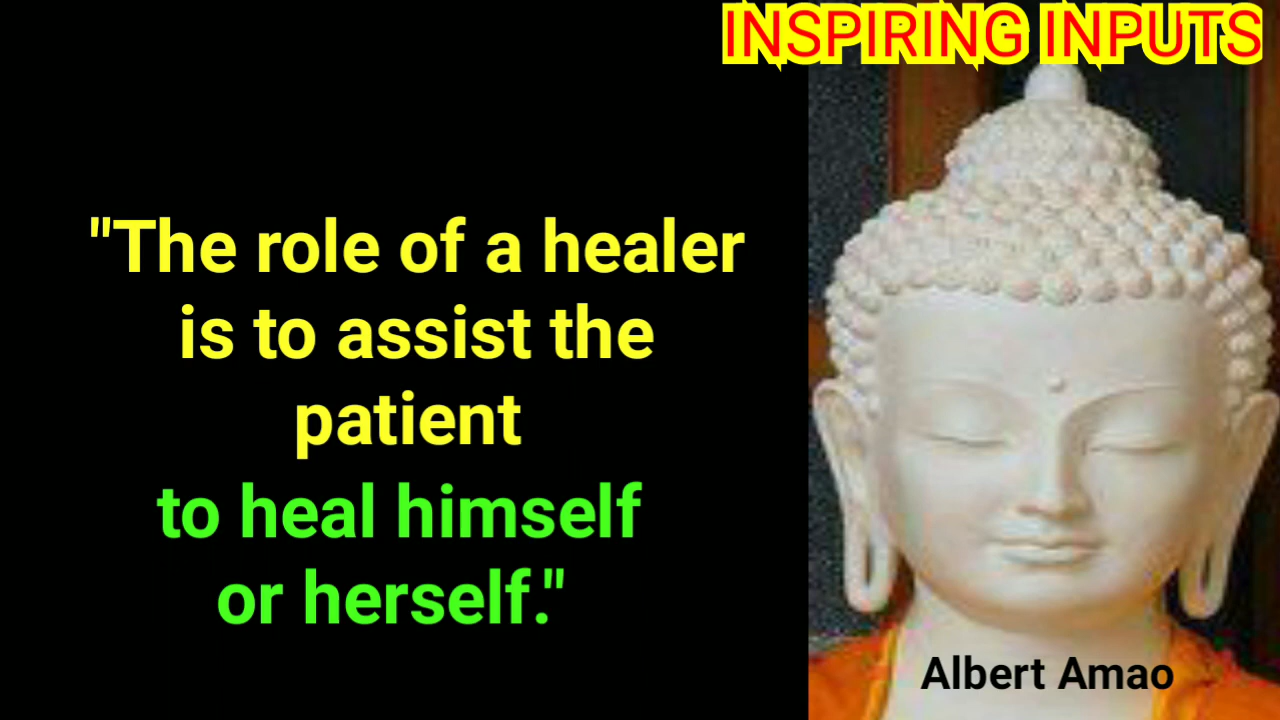 INSPIRING INPUTS
"The role of a healer
is to assist the
patient
to heal himself
or herself."
Albert Amao